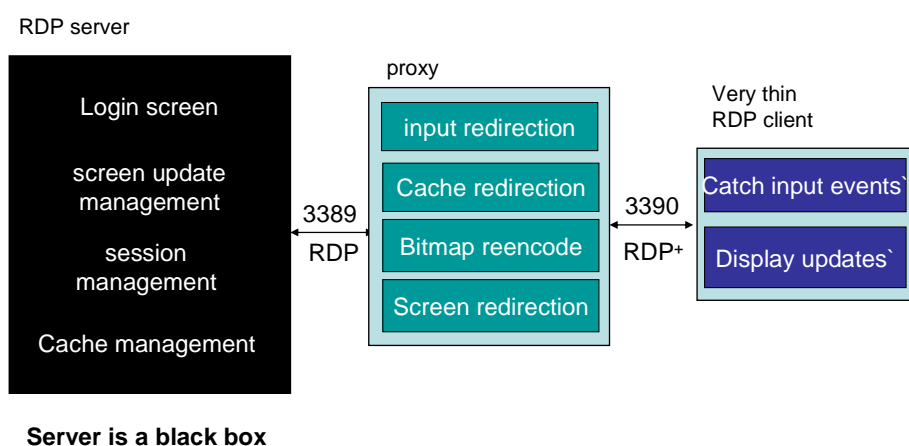 RDP server
Login screen
screen update
management
session
management
Cache management
Server is a black box
3389
RDP
proxy
input redirection
Cache redirection
Bitmap reencode
Screen redirection
3390
RDP+
Very thin
RDP client
Catch input events`
Display updates`